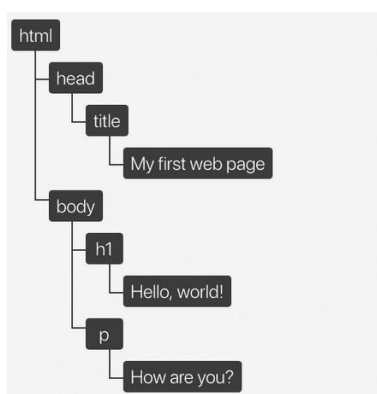 html
head
title
My first web page
body
h1
Hello, world!
p
How are you?